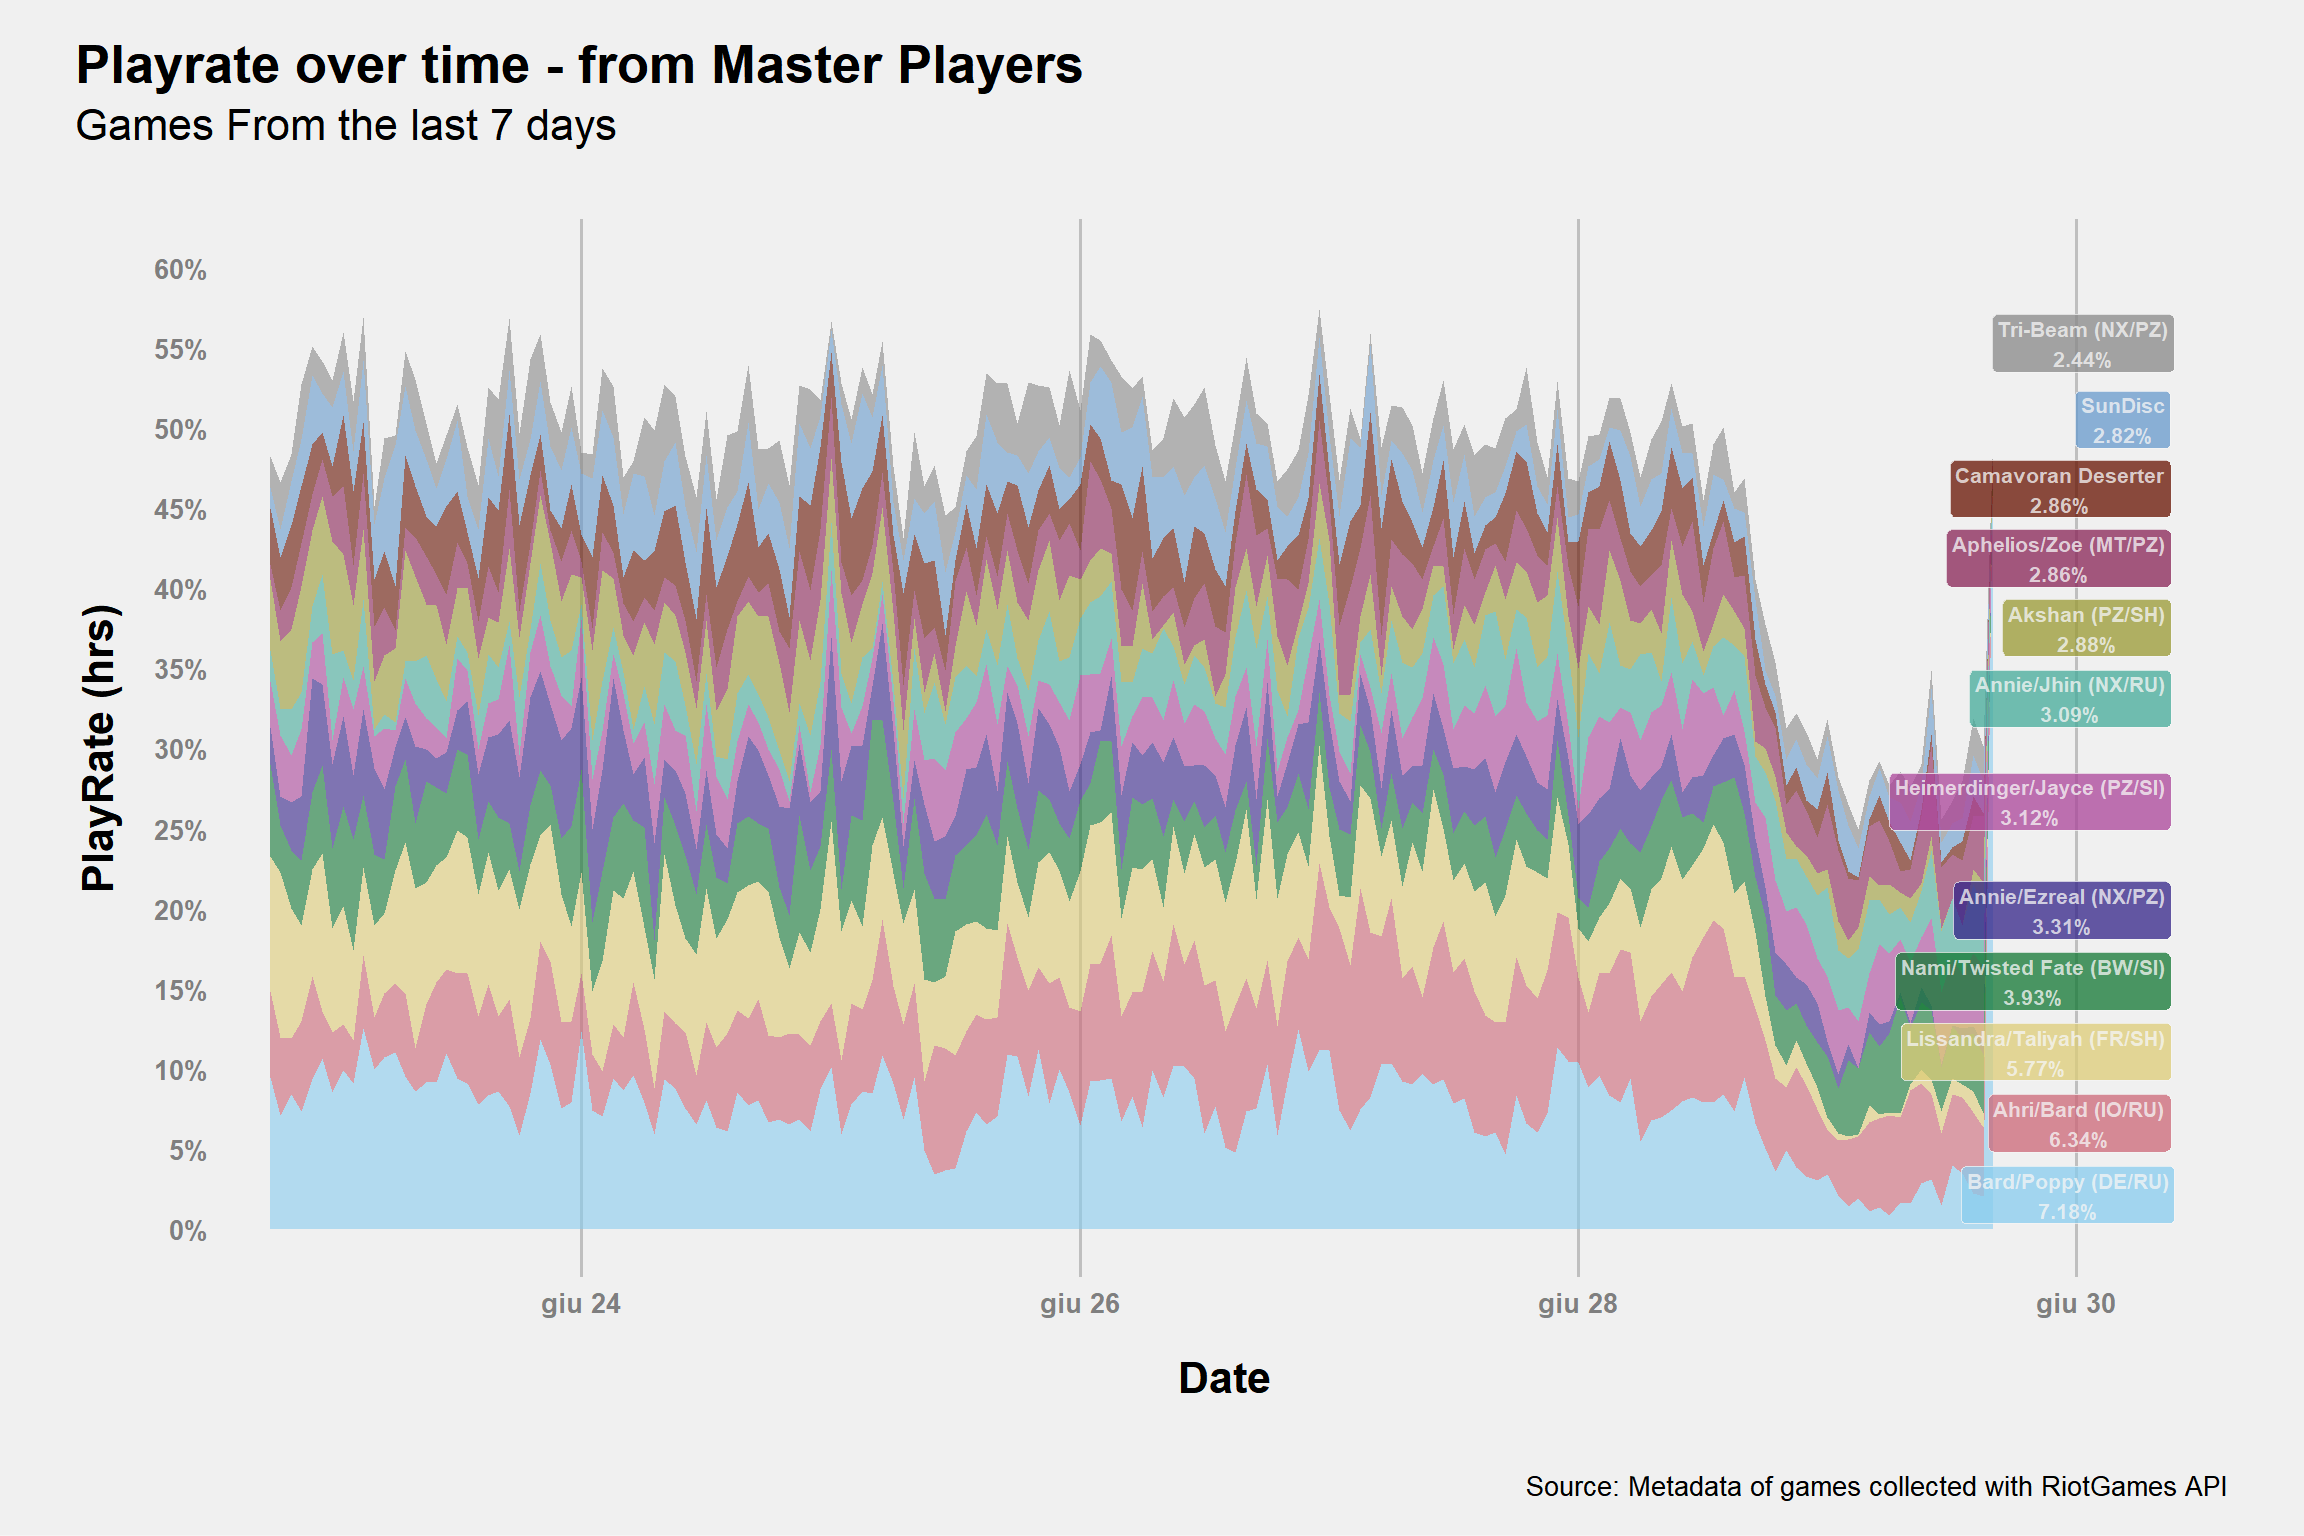 Playrate over time - from Master Players
Games From the last 7 days
PlayRate (hrs)
60%
55%
50%
45%
40%
35%
30%
25%
20%
15%
10%
5%
0%
Tri-Beam (NX/PZ)
2.44%
SunDisc
2.82%
Camavoran Deserter
2.86%
Aphelios/Zoe (MT/PZ)
2.86%
Akshan (PZ/SH)
2.88%
Annie/Jhin (NX/RU)
3.09%
Heimerdinger/Jayce (PZ/SI)
3.12%
Annie/Ezreal (NX/PZ)
3.31%
Nami/Twisted Fate (BW/SI)
3.93%
Lissandra/Taliyah (FR/SH)
5.77%
Ahri/Bard (IO/RU)
6.34%
Bard/Poppy (DE/RU)
7.18%
giu 24
giu 26
giu 28
giu 30
Date
Source: Metadata of games collected with RiotGames API